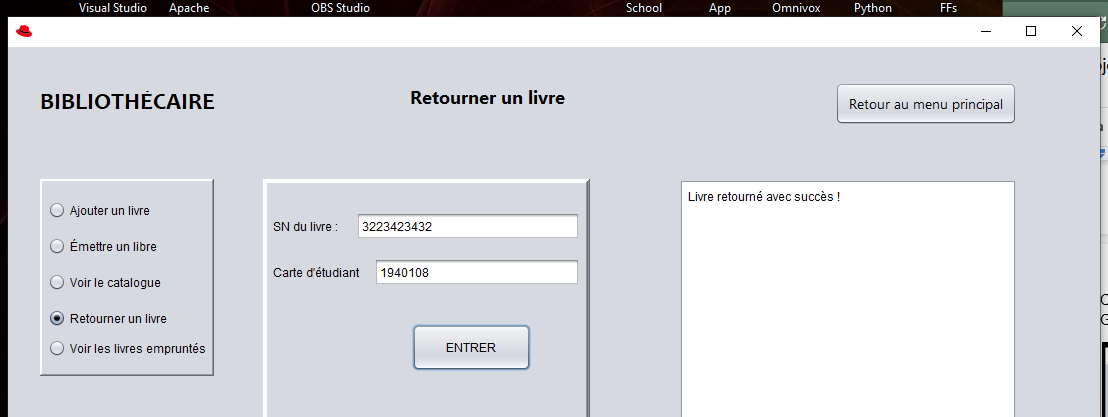 Visual Studio Apache OBS Studio School App Omnivox Python FFs
BIBLIOTHÉCAIRE
Retourner un livre
Retour au menu principal
Ajouter un livre
Émettre un libre
Voir le catalogue
Retourner un livre
Voir les livres empruntés
SN du livre : 3223423432
Carte d'étudiant 1940108
ENTRER
Livre retourné avec succès !